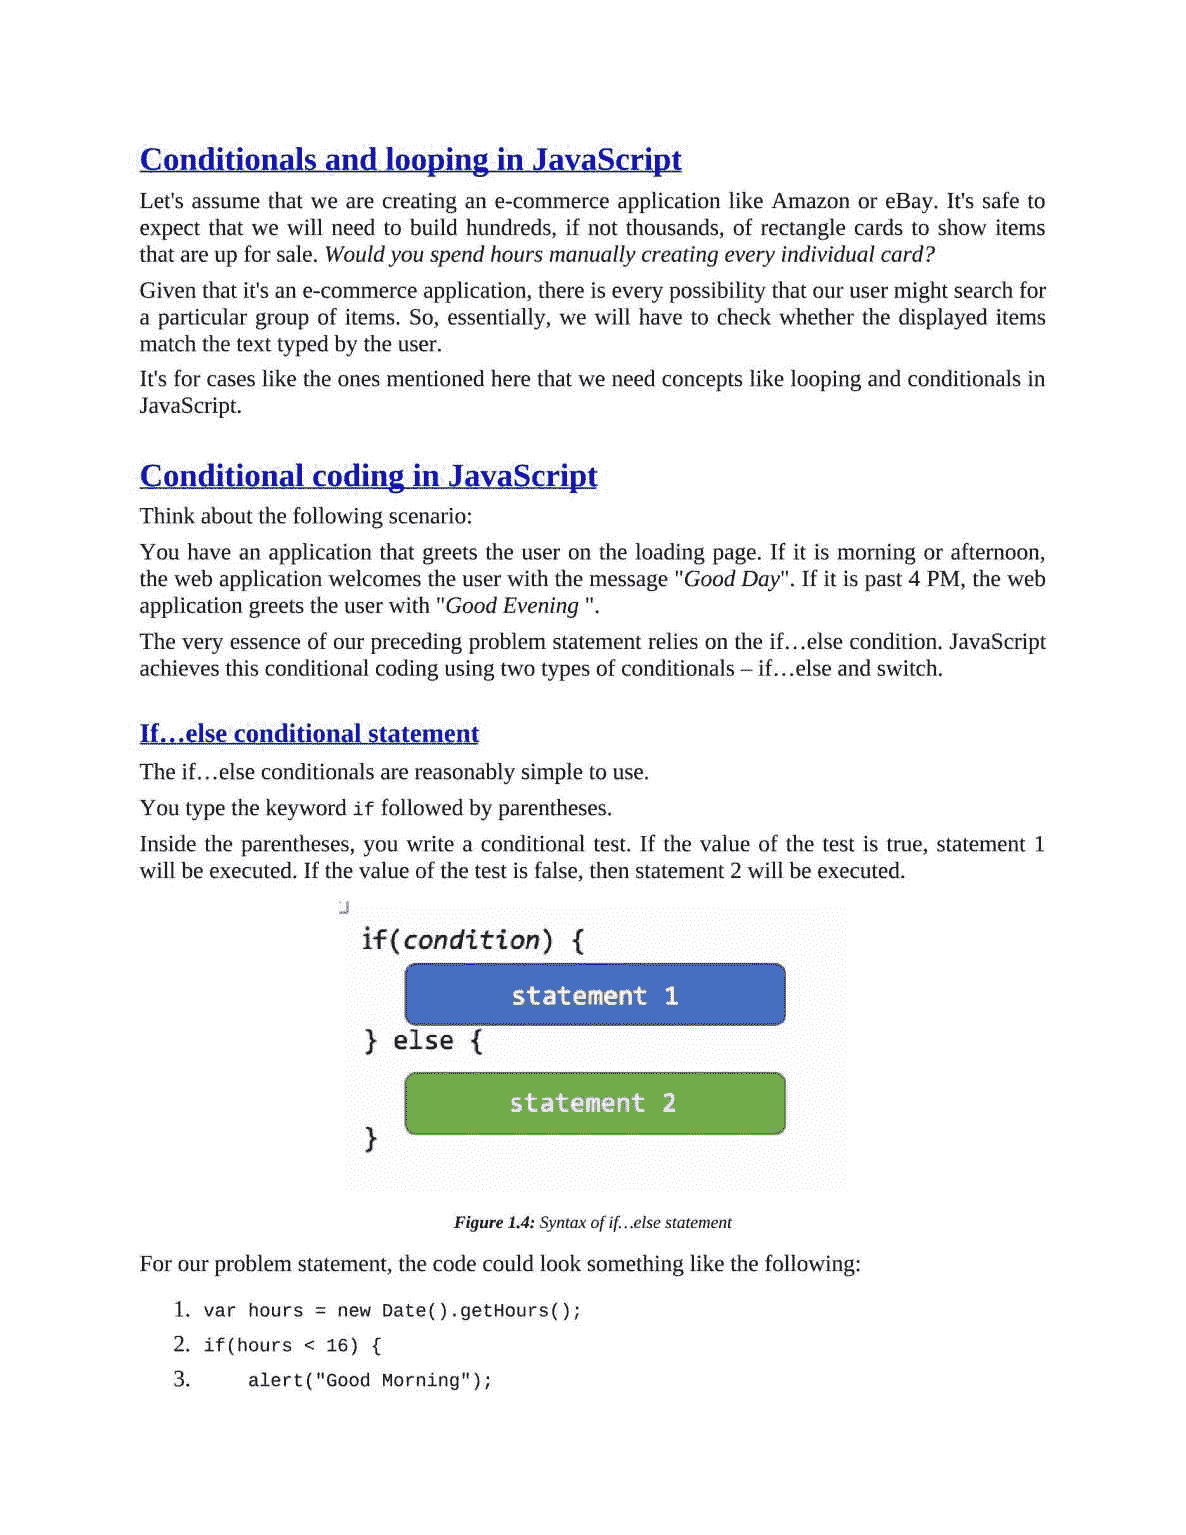 Conditionals and looping in JavaScript
Let's assume that we are creating an e-commerce application like Amazon or eBay. It's safe to
expect that we will need to build hundreds, if not thousands, of rectangle cards to show items
that are up for sale. Would you spend hours manually creating every individual card?
Given that it's an e-commerce application, there is every possibility that our user might search for
a particular group of items. So, essentially, we will have to check whether the displayed items
match the text typed by the user.
It's for cases like the ones mentioned here that we need concepts like looping and conditionals in
JavaScript.
Conditional coding in JavaScript
Think about the following scenario:
You have an application that greets the user on the loading page. If it is morning or afternoon,
the web application welcomes the user with the message "Good Day". If it is past 4 PM, the web
application greets the user with "Good Evening ".
The very essence of our preceding problem statement relies on the if…else condition. JavaScript
achieves this conditional coding using two types of conditionals – if…else and switch.
If…else conditional statement
The if…else conditionals are reasonably simple to use.
You type the keyword if followed by parentheses.
Inside the parentheses, you write a conditional test. If the value of the test is true, statement 1
will be executed. If the value of the test is false, then statement 2 will be executed.
if(condition) {
statement 1
} else {
statement 2
}
Figure 1.4: Syntax of if…else statement
For our problem statement, the code could look something like the following:
1. var hours = new Date().getHours();
2. if(hours < 16) {
3.     alert("Good Morning");